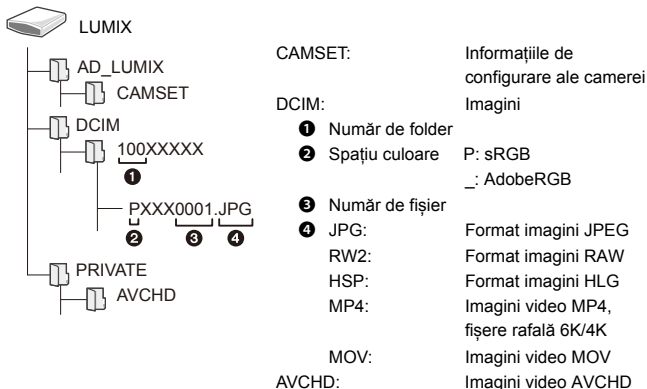 LUMIX
AD_LUMIX
CAMSET
DCIM
100XXXXX
❶
PXXX0001.JPG
❷ ❸ ❹
PRIVATE
AVCHD
CAMSET: Informațiile de
configurare ale camerei
DCIM: Imagini
❶ Număr de folder
❷ Spațiu culoare P: sRGB
_: AdobeRGB
❸ Număr de fișier
❹ JPG: Format imagini JPEG
RW2: Format imagini RAW
HSP: Format imagini HLG
MP4: Imagini video MP4,
fișere rafală 6K/4K
MOV: Imagini video MOV
AVCHD: Imagini video AVCHD